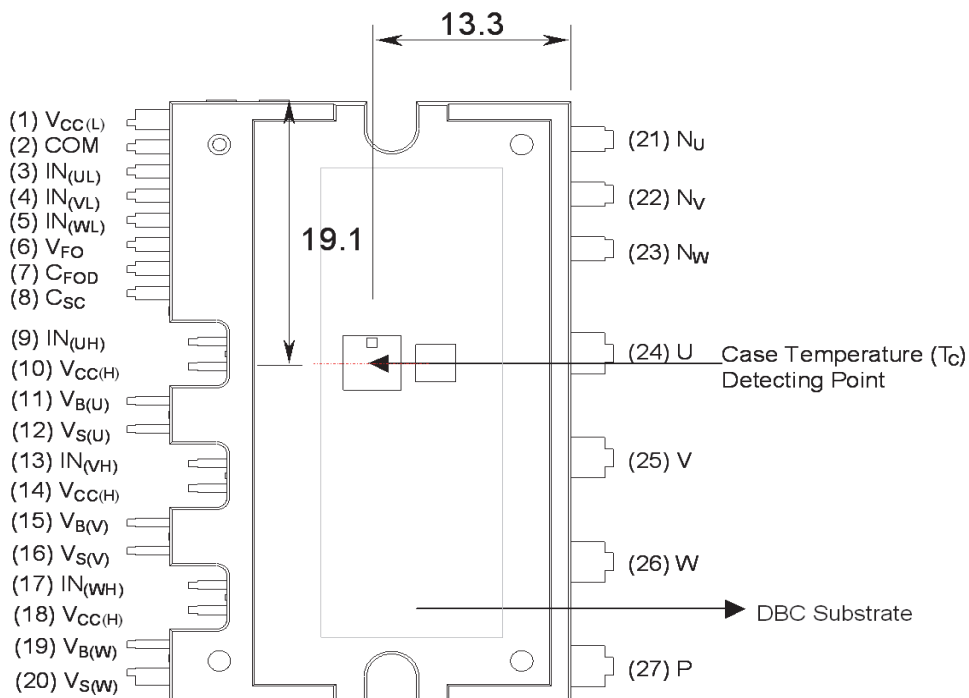 13.3
(1) VCC(L)
(2) COM
(3) IN(UL)
(4) IN(VL)
(5) IN(WL)
(6) VFO
(7) CFOD
(8) CSC
(9) IN(UH)
(10) VCC(H)
(11) VB(U)
(12) VS(U)
(13) IN(VH)
(14) VCC(H)
(15) VB(V)
(16) VS(V)
(17) IN(WH)
(18) VCC(H)
(19) VB(W)
(20) VS(W)
19.1
(21) NU
(22) NV
(23) NW
(24) U
Case Temperature (TC)
Detecting Point
(25) V
(26) W
DBC Substrate
(27) P